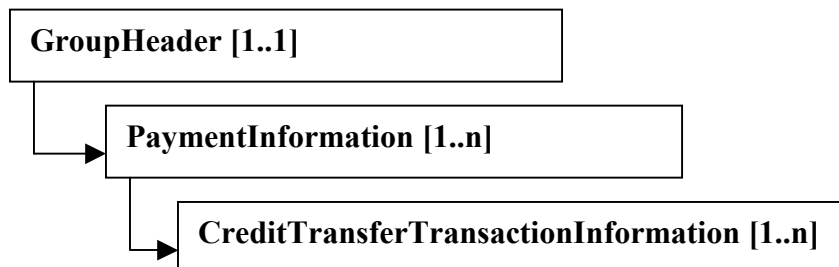 GroupHeader [1..1]
PaymentInformation [1..n]
CreditTransferTransactionInformation [1..n]